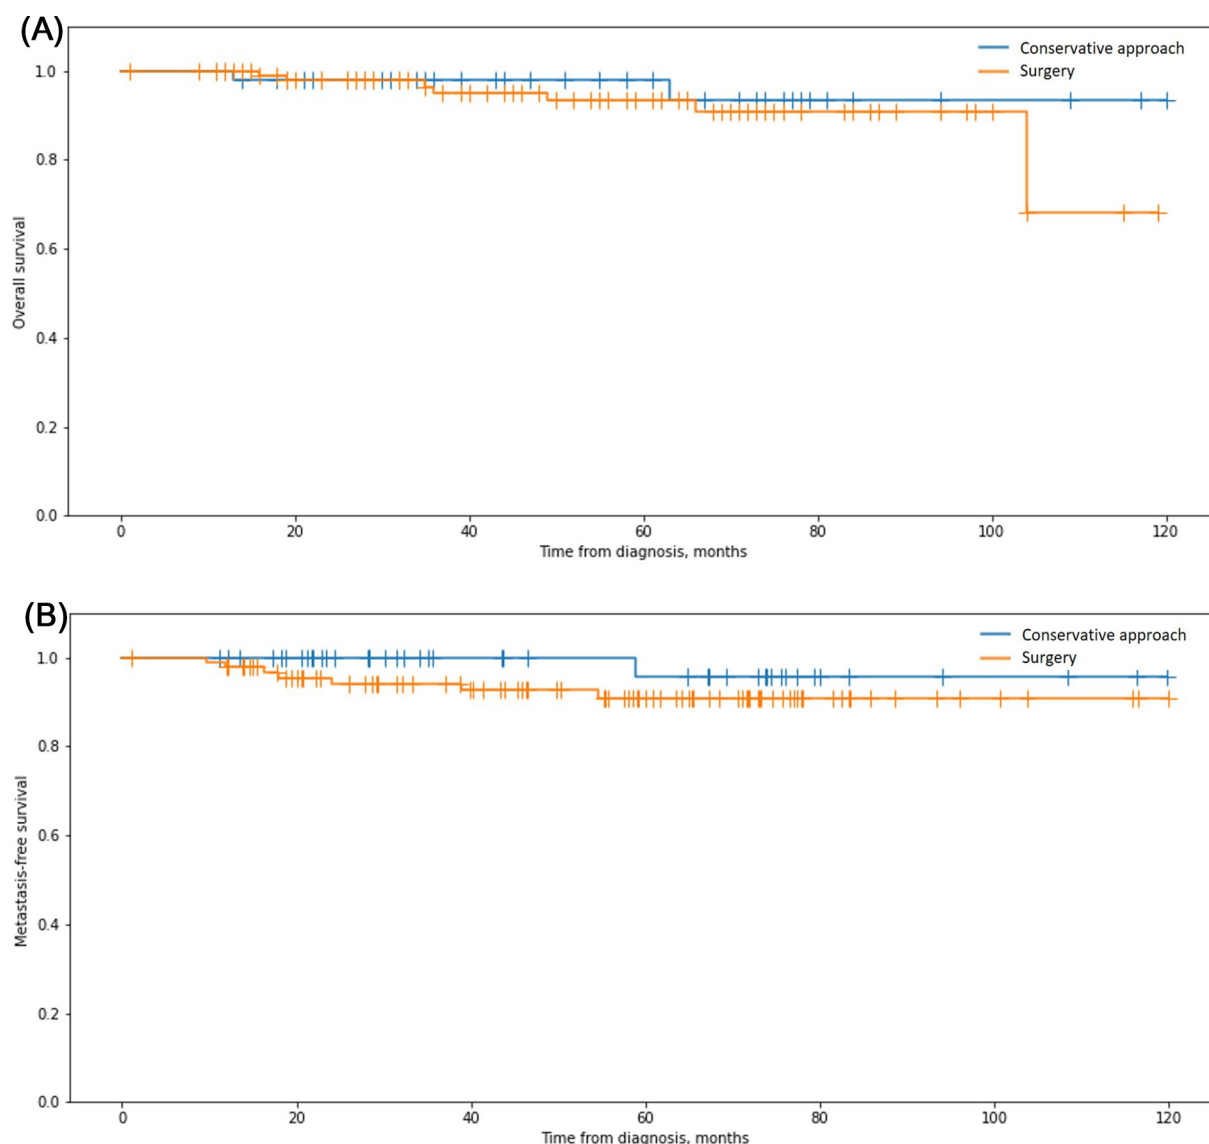 (A)
Conservative approach
Surgery
1.0
0.8
0.6
0.4
0.2
0.0
Overall survival
0 20 40 60 80 100 120
Time from diagnosis, months
(B)
Conservative approach
Surgery
1.0
0.8
0.6
0.4
0.2
0.0
Metastasis-free survival
0 20 40 60 80 100 120
Time from diagnosis, months